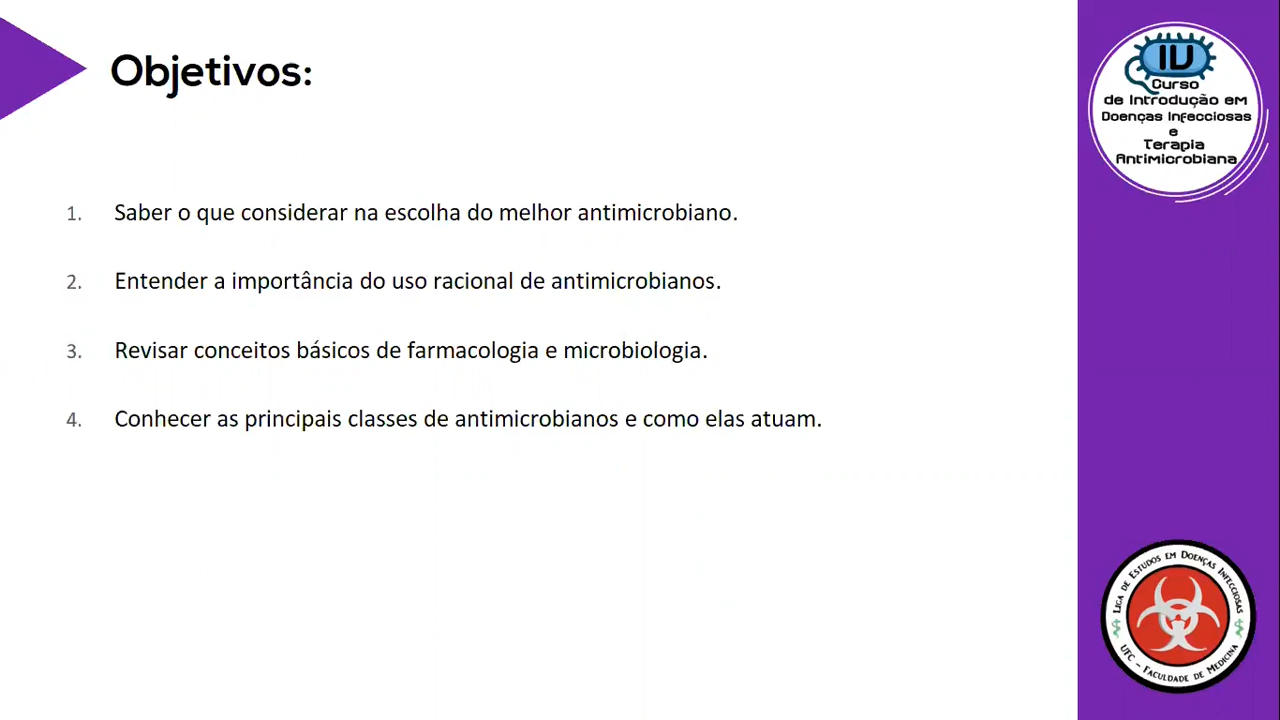 Objetivos:
1. Saber o que considerar na escolha do melhor antimicrobiano.
2. Entender a importância do uso racional de antimicrobianos.
3. Revisar conceitos básicos de farmacologia e microbiologia.
4. Conhecer as principais classes de antimicrobianos e como elas atuam.
IV
Curso
de Introdução em
Doenças Infecciosas
e
Terapia
Antimicrobiana
Liga de Estudos em Doenças Infecciosas
UFC - Faculdade de Medicina